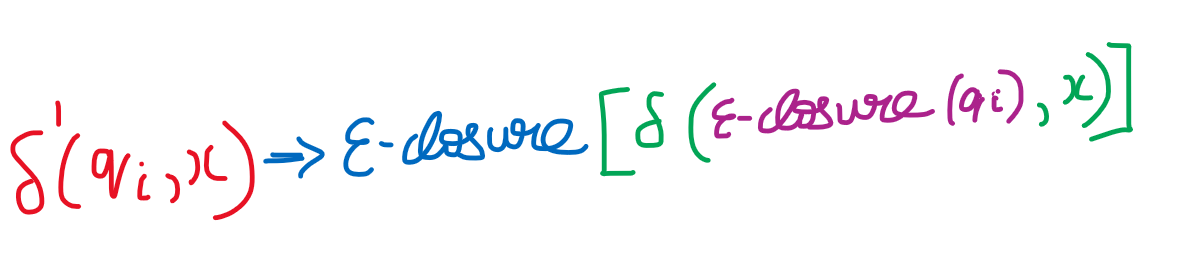 δ'(qi, x) => ε-closure [δ (ε-closure (qi), x)]